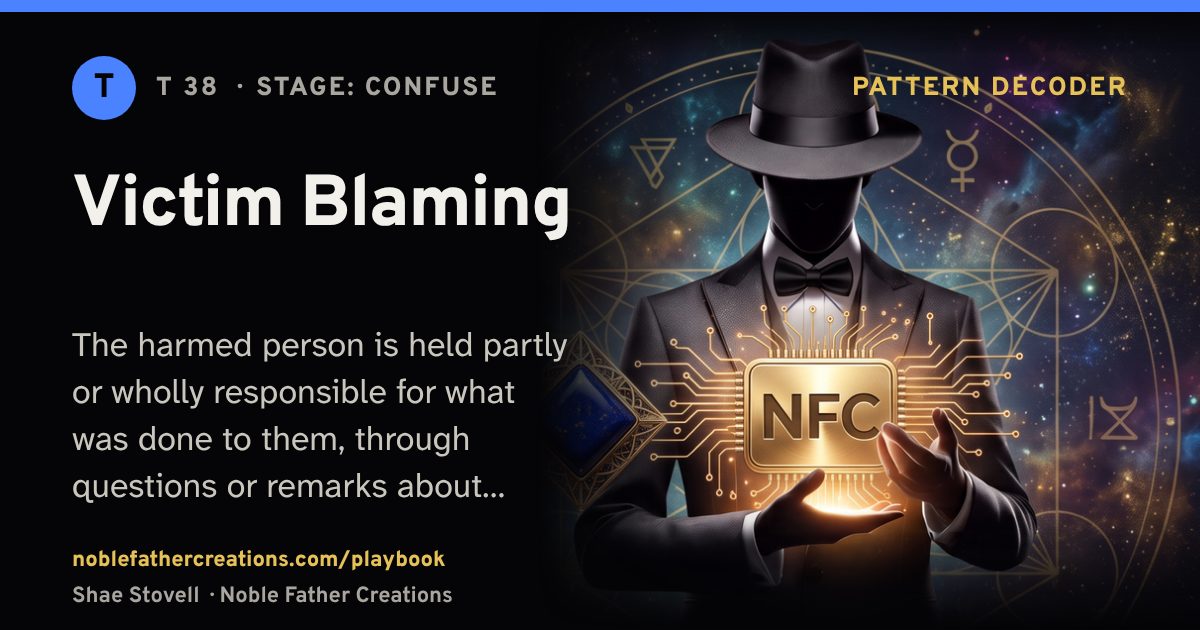 T
T 38 · STAGE: CONFUSE
PATTERN DECODER
Victim Blaming
The harmed person is held partly
or wholly responsible for what
was done to them, through
questions or remarks about...
NFC
noblefathercreations.com/playbook
Shae Stovell · Noble Father Creations